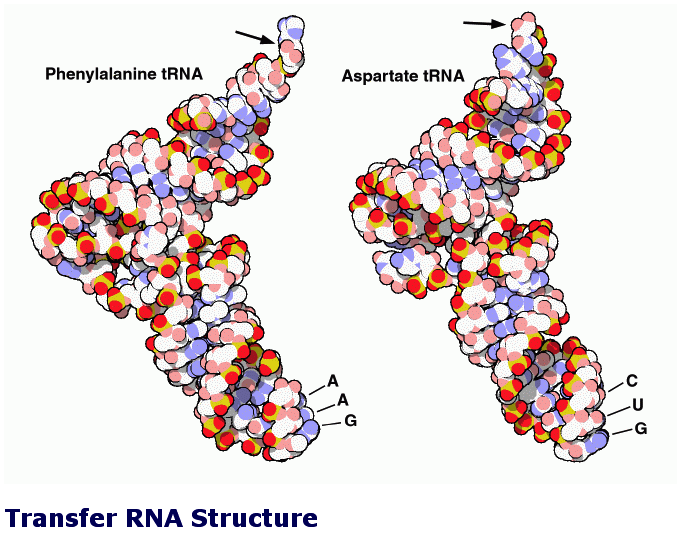 Phenylalanine tRNA
Aspartate tRNA
A
A
G
C
U
G
Transfer RNA Structure